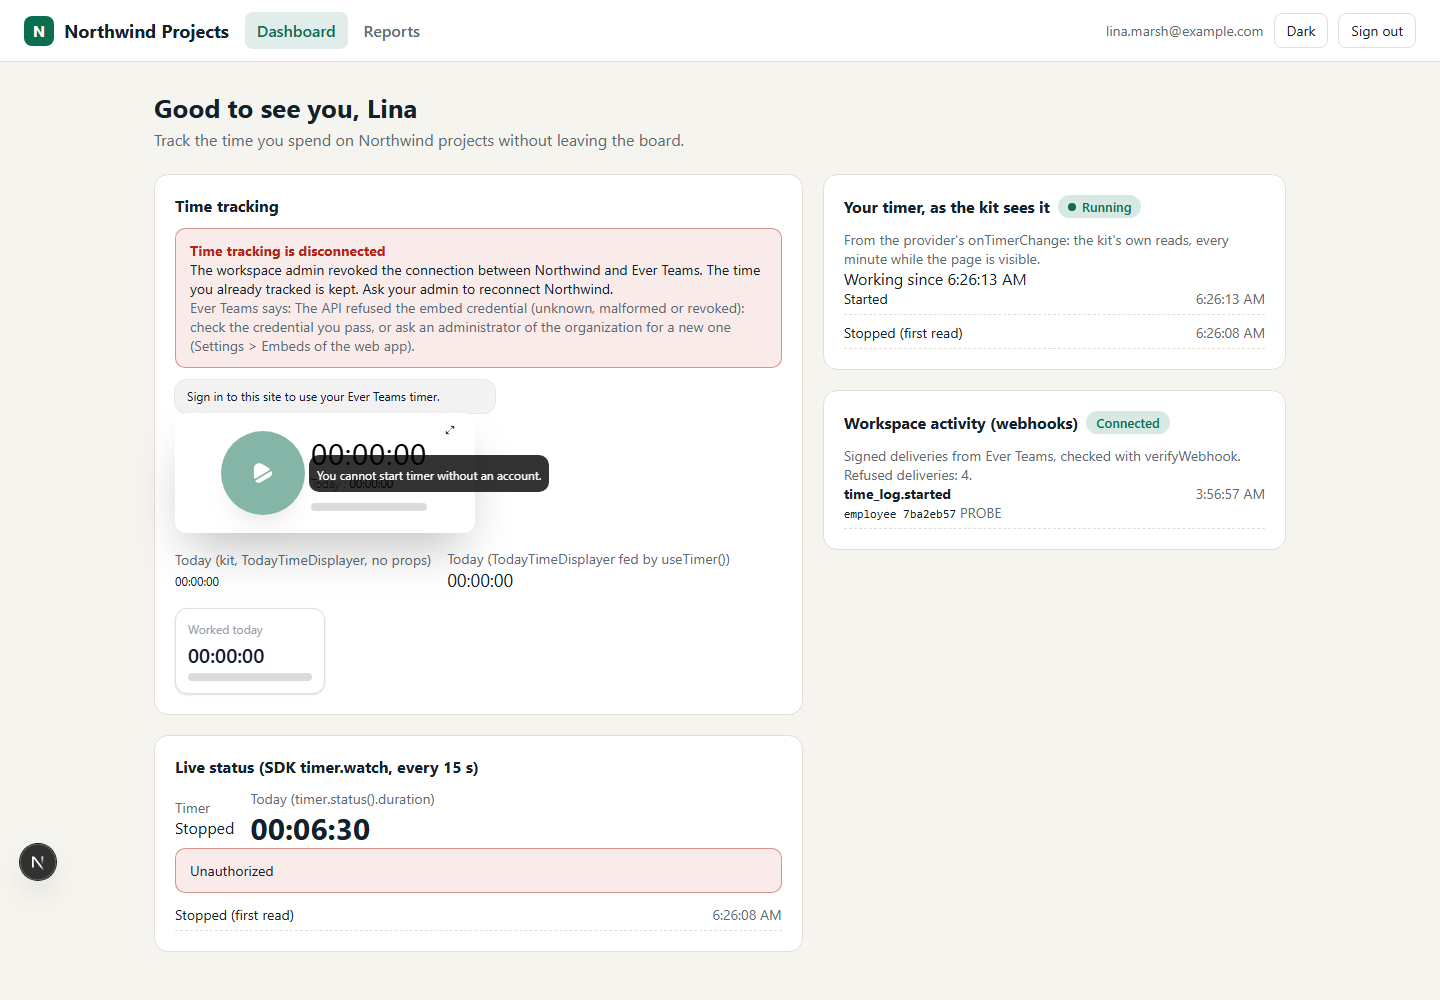 N Northwind Projects Dashboard Reports lina.marsh@example.com Dark Sign out
Good to see you, Lina
Track the time you spend on Northwind projects without leaving the board.
Time tracking
Time tracking is disconnected
The workspace admin revoked the connection between Northwind and Ever Teams. The time
you already tracked is kept. Ask your admin to reconnect Northwind.
Ever Teams says: The API refused the embed credential (unknown, malformed or revoked):
check the credential you pass, or ask an administrator of the organization for a new one
(Settings > Embeds of the web app).
Sign in to this site to use your Ever Teams timer.
00:00:00
You cannot start timer without an account.
Today : 00:00:00
Today (kit, TodayTimeDisplayer, no props)
00:00:00
Today (TodayTimeDisplayer fed by useTimer())
00:00:00
Worked today
00:00:00
Live status (SDK timer.watch, every 15 s)
Timer
Stopped
Today (timer.status().duration)
00:06:30
Unauthorized
Stopped (first read) 6:26:08 AM
Your timer, as the kit sees it Running
From the provider's onTimerChange: the kit's own reads, every
minute while the page is visible.
Working since 6:26:13 AM
Started 6:26:13 AM
Stopped (first read) 6:26:08 AM
Workspace activity (webhooks) Connected
Signed deliveries from Ever Teams, checked with verifyWebhook.
Refused deliveries: 4.
time_log.started 3:56:57 AM
employee 7ba2eb57 PROBE
N